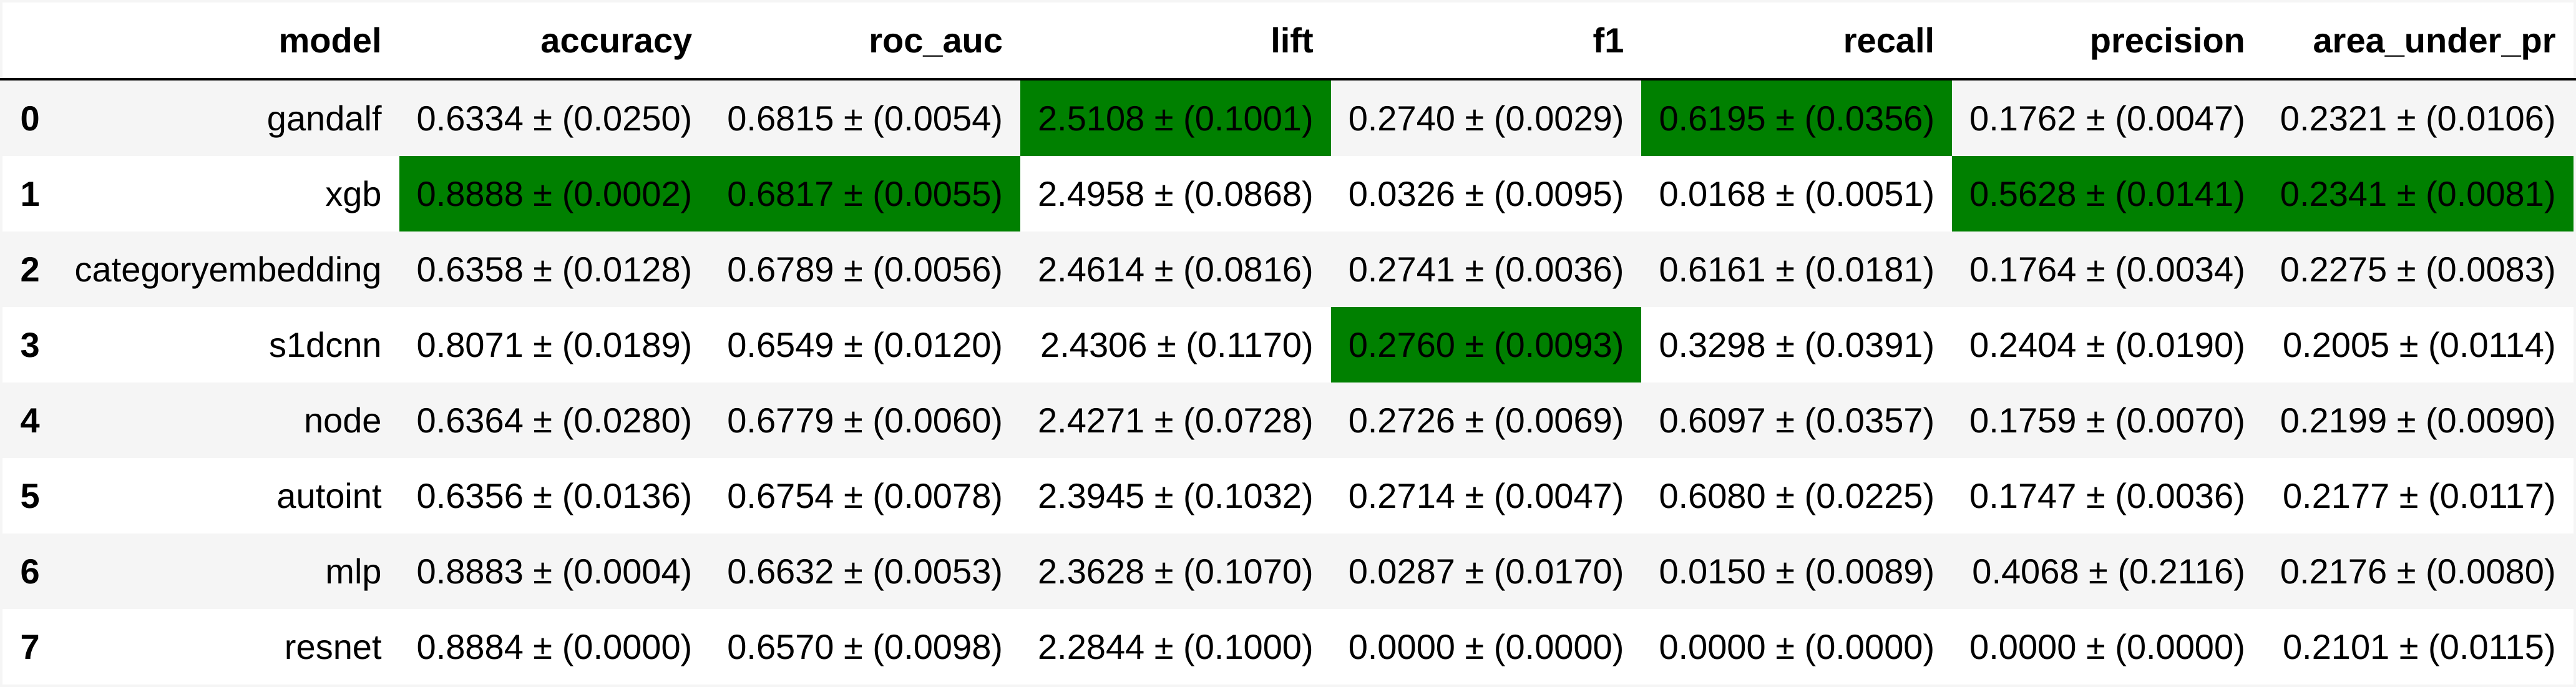 model accuracy roc_auc lift f1 recall precision area_under_pr
0 gandalf 0.6334 ± (0.0250) 0.6815 ± (0.0054) 2.5108 ± (0.1001) 0.2740 ± (0.0029) 0.6195 ± (0.0356) 0.1762 ± (0.0047) 0.2321 ± (0.0106)
1 xgb 0.8888 ± (0.0002) 0.6817 ± (0.0055) 2.4958 ± (0.0868) 0.0326 ± (0.0095) 0.0168 ± (0.0051) 0.5628 ± (0.0141) 0.2341 ± (0.0081)
2 categoryembedding 0.6358 ± (0.0128) 0.6789 ± (0.0056) 2.4614 ± (0.0816) 0.2741 ± (0.0036) 0.6161 ± (0.0181) 0.1764 ± (0.0034) 0.2275 ± (0.0083)
3 s1dcnn 0.8071 ± (0.0189) 0.6549 ± (0.0120) 2.4306 ± (0.1170) 0.2760 ± (0.0093) 0.3298 ± (0.0391) 0.2404 ± (0.0190) 0.2005 ± (0.0114)
4 node 0.6364 ± (0.0280) 0.6779 ± (0.0060) 2.4271 ± (0.0728) 0.2726 ± (0.0069) 0.6097 ± (0.0357) 0.1759 ± (0.0070) 0.2199 ± (0.0090)
5 autoint 0.6356 ± (0.0136) 0.6754 ± (0.0078) 2.3945 ± (0.1032) 0.2714 ± (0.0047) 0.6080 ± (0.0225) 0.1747 ± (0.0036) 0.2177 ± (0.0117)
6 mlp 0.8883 ± (0.0004) 0.6632 ± (0.0053) 2.3628 ± (0.1070) 0.0287 ± (0.0170) 0.0150 ± (0.0089) 0.4068 ± (0.2116) 0.2176 ± (0.0080)
7 resnet 0.8884 ± (0.0000) 0.6570 ± (0.0098) 2.2844 ± (0.1000) 0.0000 ± (0.0000) 0.0000 ± (0.0000) 0.0000 ± (0.0000) 0.2101 ± (0.0115)